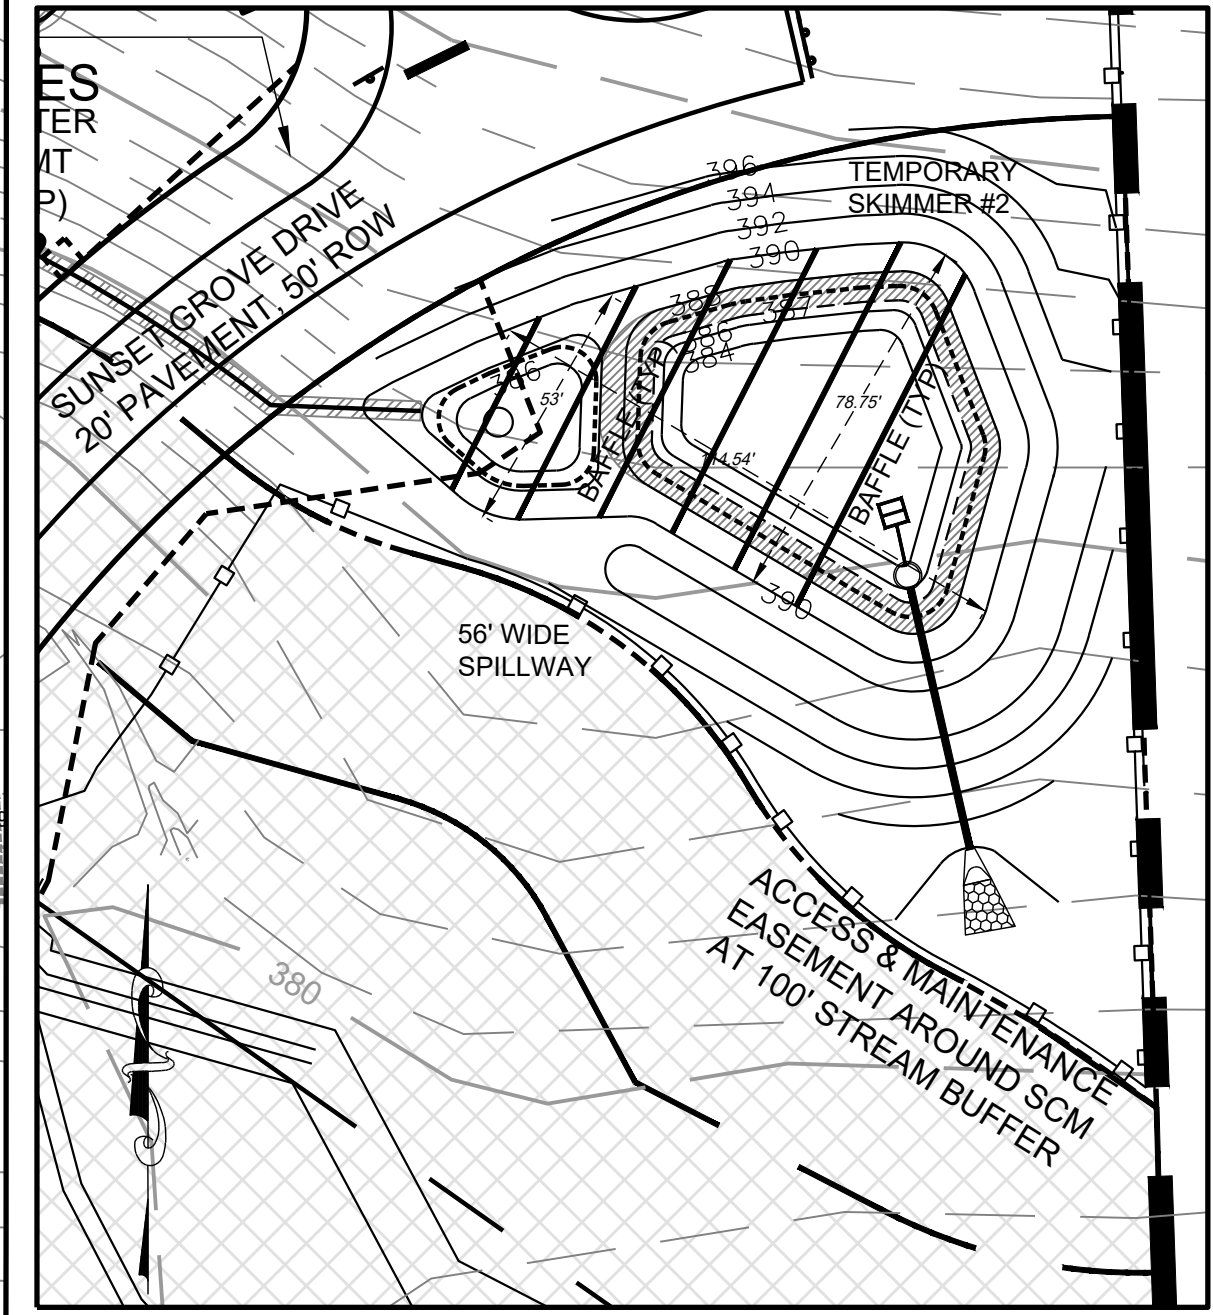 ES
TER
MT
P)
SUNSET GROVE DRIVE
20' PAVEMENT, 50' ROW
396
394
392
390
TEMPORARY
SKIMMER #2
388
387
386
384
386
53'
78.75'
114.54'
BAFFLE (TYP)
BAFFLE (TYP)
390
56' WIDE
SPILLWAY
ACCESS & MAINTENANCE
EASEMENT AROUND SCM
AT 100' STREAM BUFFER
380